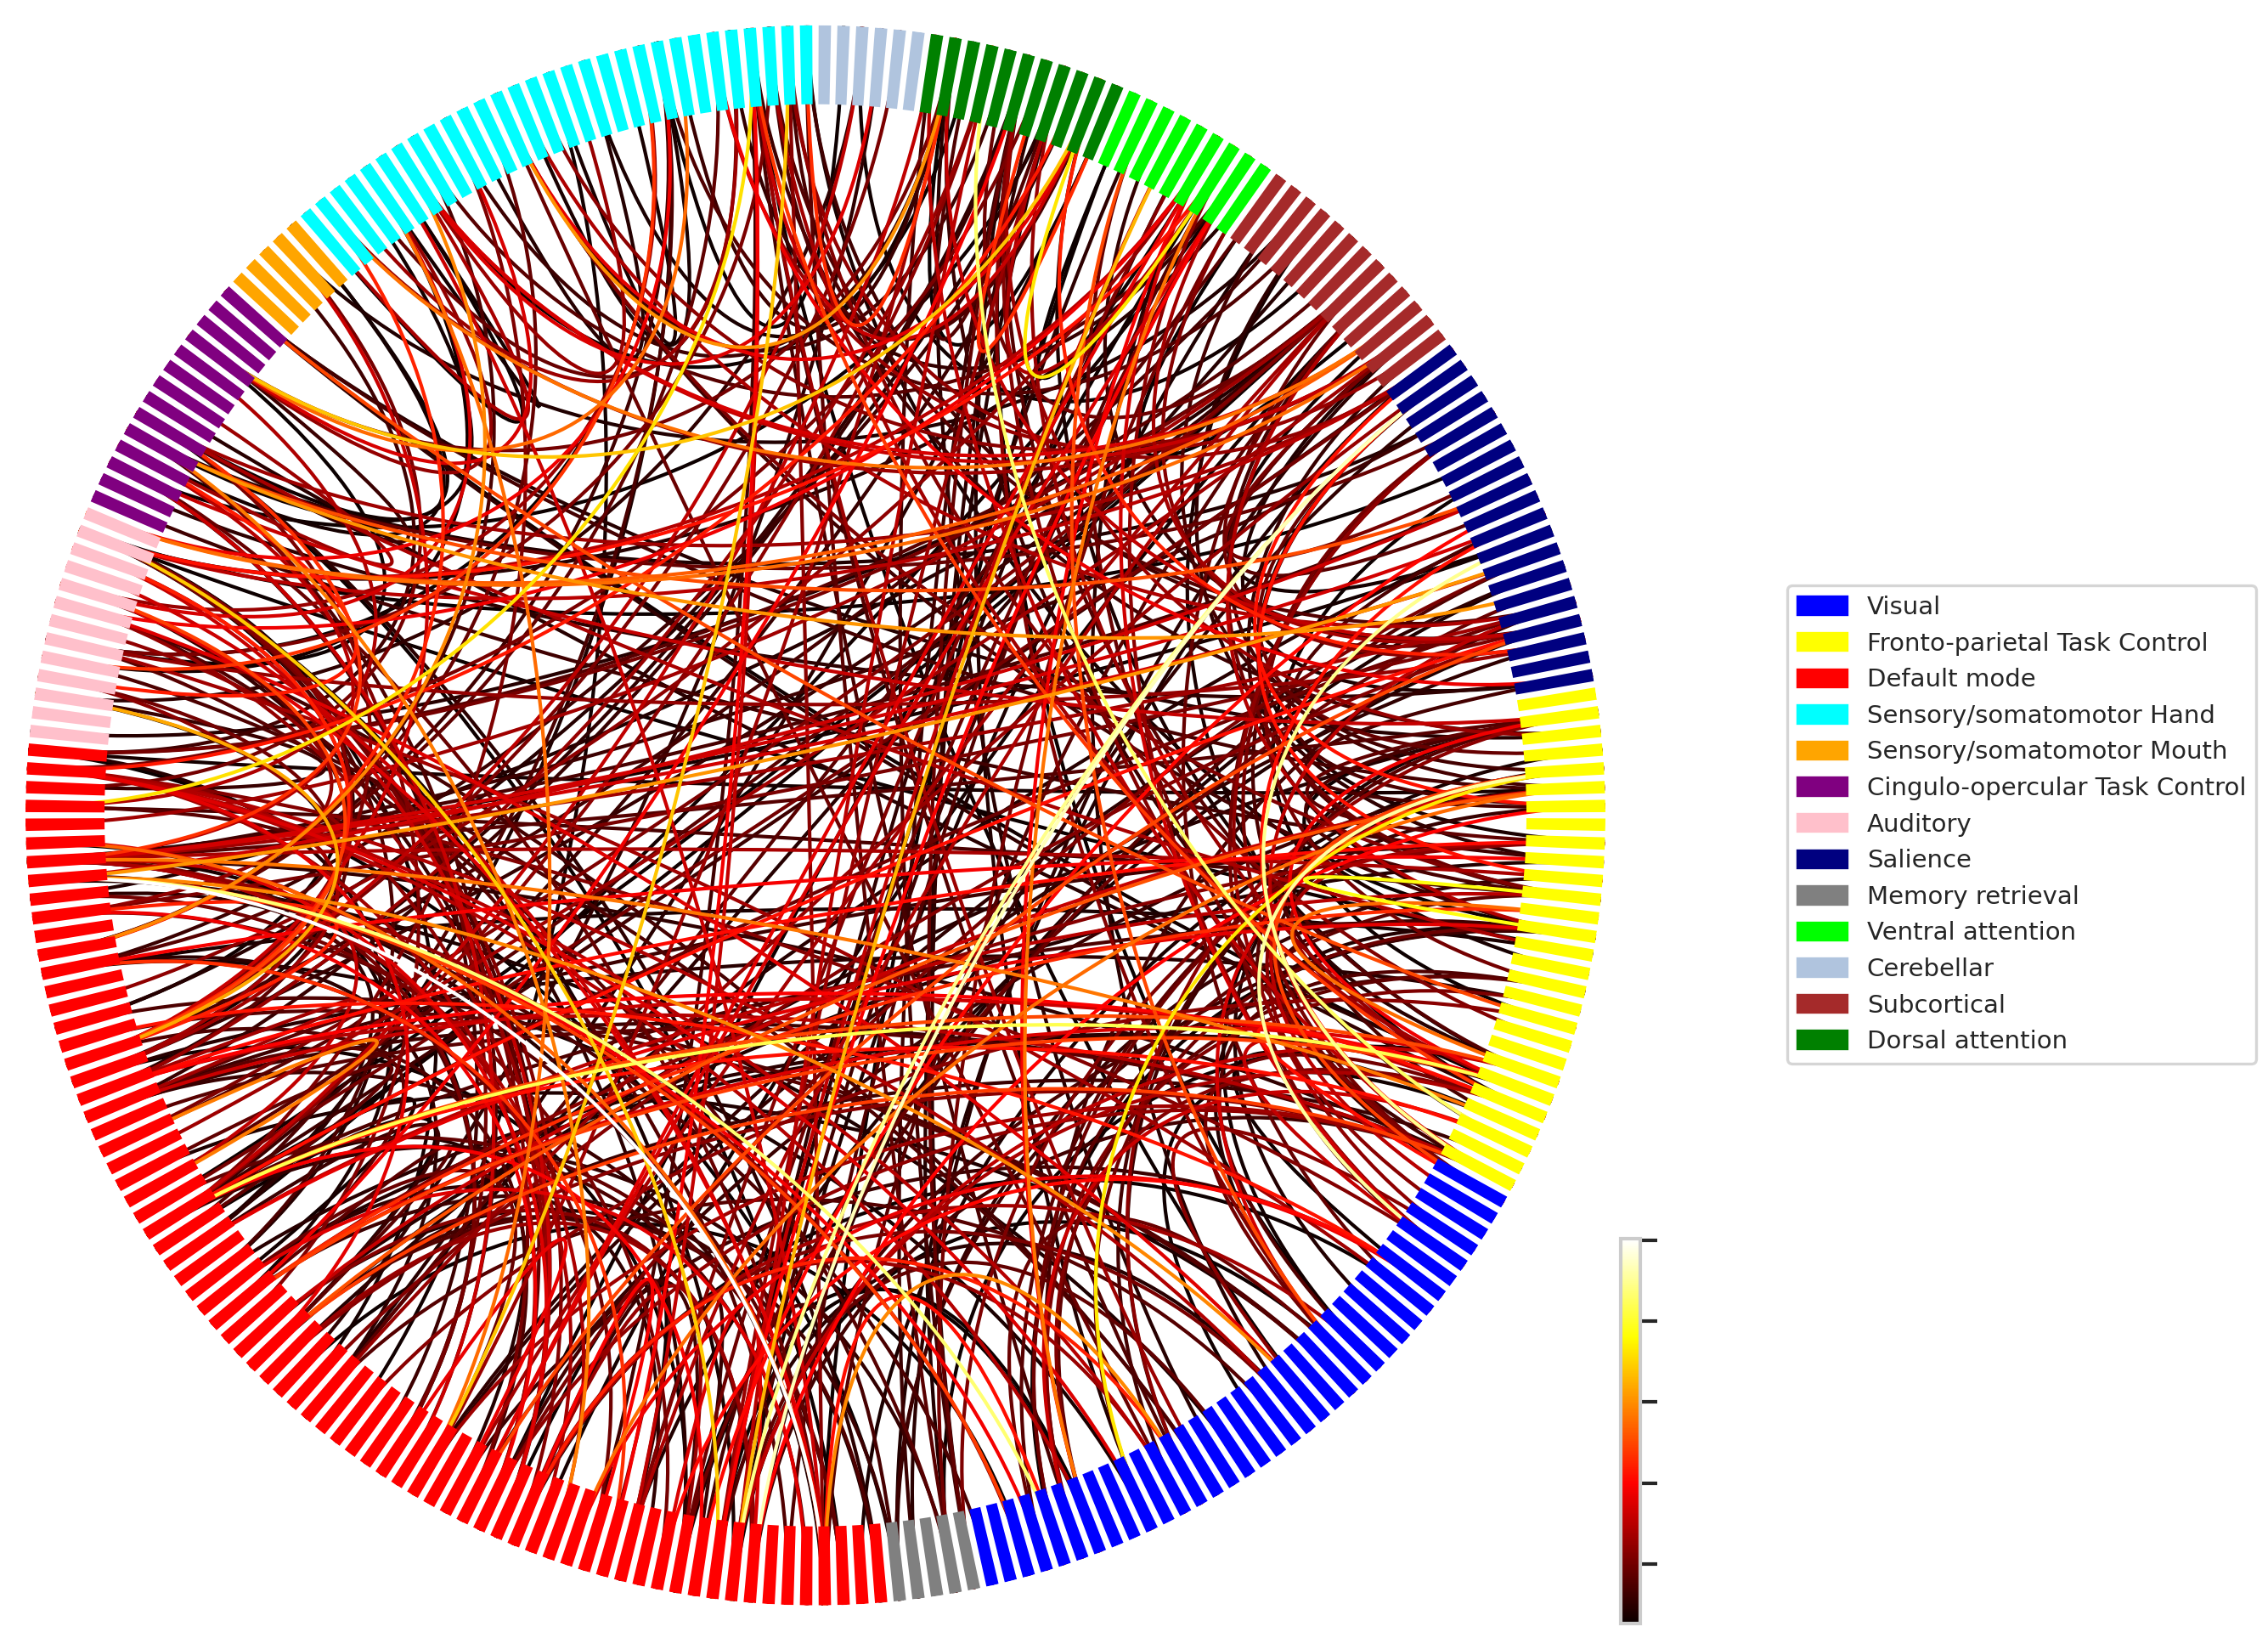 Visual
Fronto-parietal Task Control
Default mode
Sensory/somatomotor Hand
Sensory/somatomotor Mouth
Cingulo-opercular Task Control
Auditory
Salience
Memory retrieval
Ventral attention
Cerebellar
Subcortical
Dorsal attention